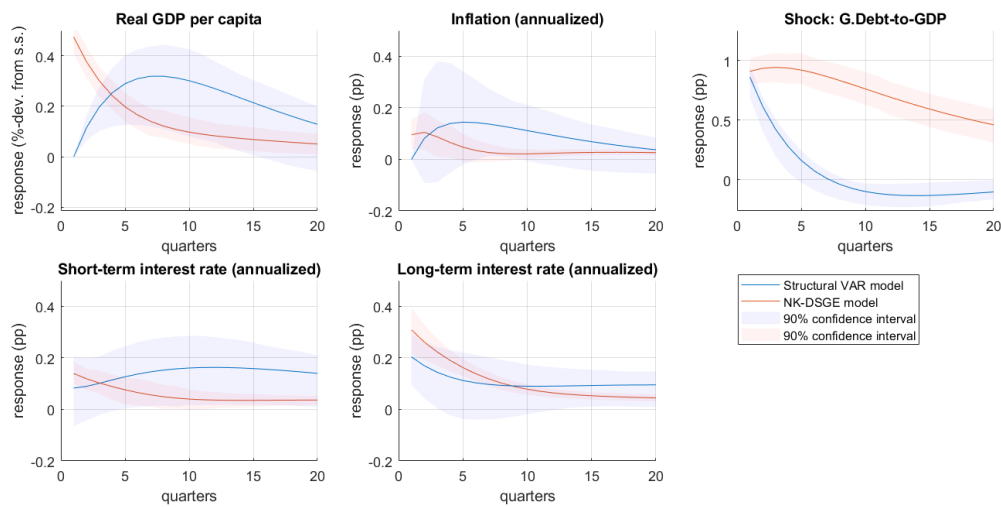 Real GDP per capita
response (%-dev. from s.s.)
0.4
0.2
0
-0.2
0
5
10
15
20
quarters
Inflation (annualized)
response (pp)
0.4
0.2
0
-0.2
0
5
10
15
20
quarters
Shock: G.Debt-to-GDP
response (pp)
1
0.5
0
0
5
10
15
20
quarters
Short-term interest rate (annualized)
response (pp)
0.4
0.2
0
-0.2
0
5
10
15
20
quarters
Long-term interest rate (annualized)
response (pp)
0.4
0.2
0
-0.2
0
5
10
15
20
quarters
Structural VAR model
NK-DSGE model
90% confidence interval
90% confidence interval